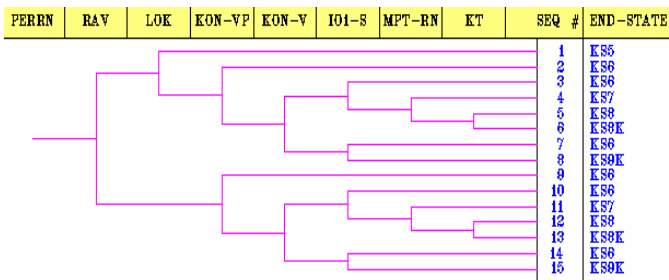 PERRN RAV LOK KON-VP KON-V IO1-S MPT-RN KT SEQ # END-STATE
1 KS5
2 KS6
3 KS6
4 KS7
5 KS8
6 KS8K
7 KS6
8 KS9K
9 KS6
10 KS6
11 KS7
12 KS8
13 KS8K
14 KS6
15 KS9K